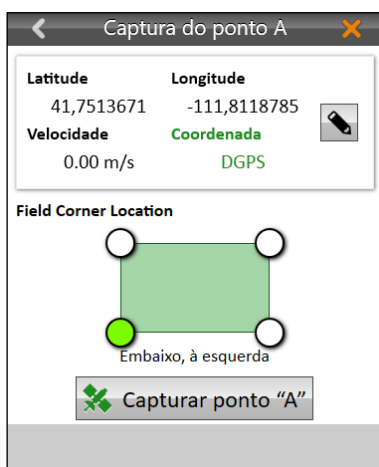 Captura do ponto A
Latitude Longitude
41,7513671 -111,8118785
Velocidade Coordenada
0.00 m/s DGPS
Field Corner Location
Embaixo, à esquerda
Capturar ponto “A”